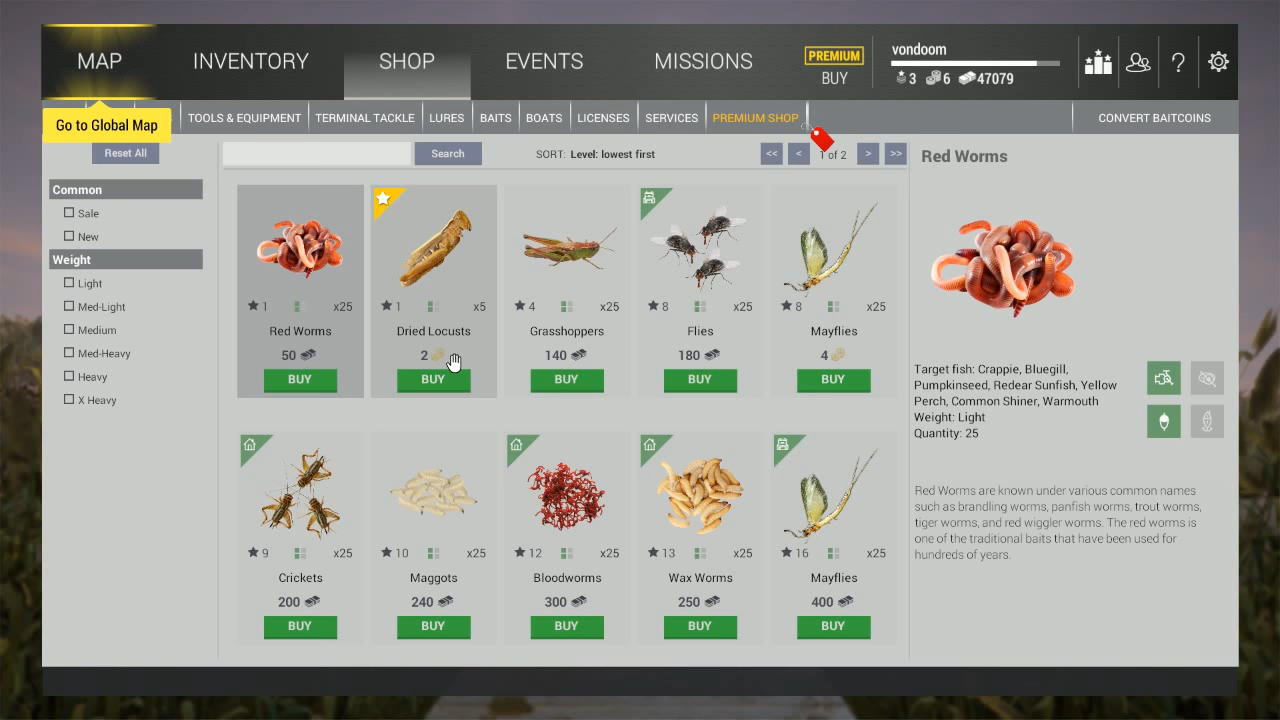 MAP
INVENTORY
SHOP
EVENTS
MISSIONS
PREMIUM
BUY
vondoom
3 6 47079
?
Go to Global Map
TOOLS & EQUIPMENT
TERMINAL TACKLE
LURES
BAITS
BOATS
LICENSES
SERVICES
PREMIUM SHOP
CONVERT BAITCOINS
Reset All
Search
SORT: Level: lowest first
<< < 1 of 2 > >>
Common
Sale
New
Weight
Light
Med-Light
Medium
Med-Heavy
Heavy
X Heavy
1 x25
Red Worms
50
BUY
1 x5
Dried Locusts
2
BUY
4 x25
Grasshoppers
140
BUY
8 x25
Flies
180
BUY
8 x25
Mayflies
4
BUY
9 x25
Crickets
200
BUY
10 x25
Maggots
240
BUY
12 x25
Bloodworms
300
BUY
13 x25
Wax Worms
250
BUY
16 x25
Mayflies
400
BUY
Red Worms
Target fish: Crappie, Bluegill,
Pumpkinseed, Redear Sunfish, Yellow
Perch, Common Shiner, Warmouth
Weight: Light
Quantity: 25
Red Worms are known under various common names
such as brandling worms, panfish worms, trout worms,
tiger worms, and red wiggler worms. The red worms is
one of the traditional baits that have been used for
hundreds of years.